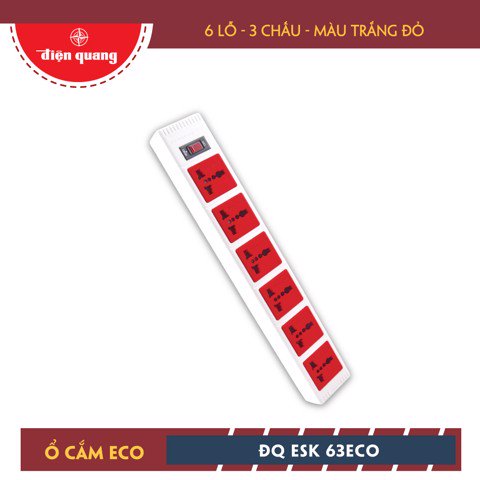 điện quang
6 LỖ - 3 CHẤU - MÀU TRẮNG ĐỎ
Ổ CẮM ECO
ĐQ ESK 63ECO